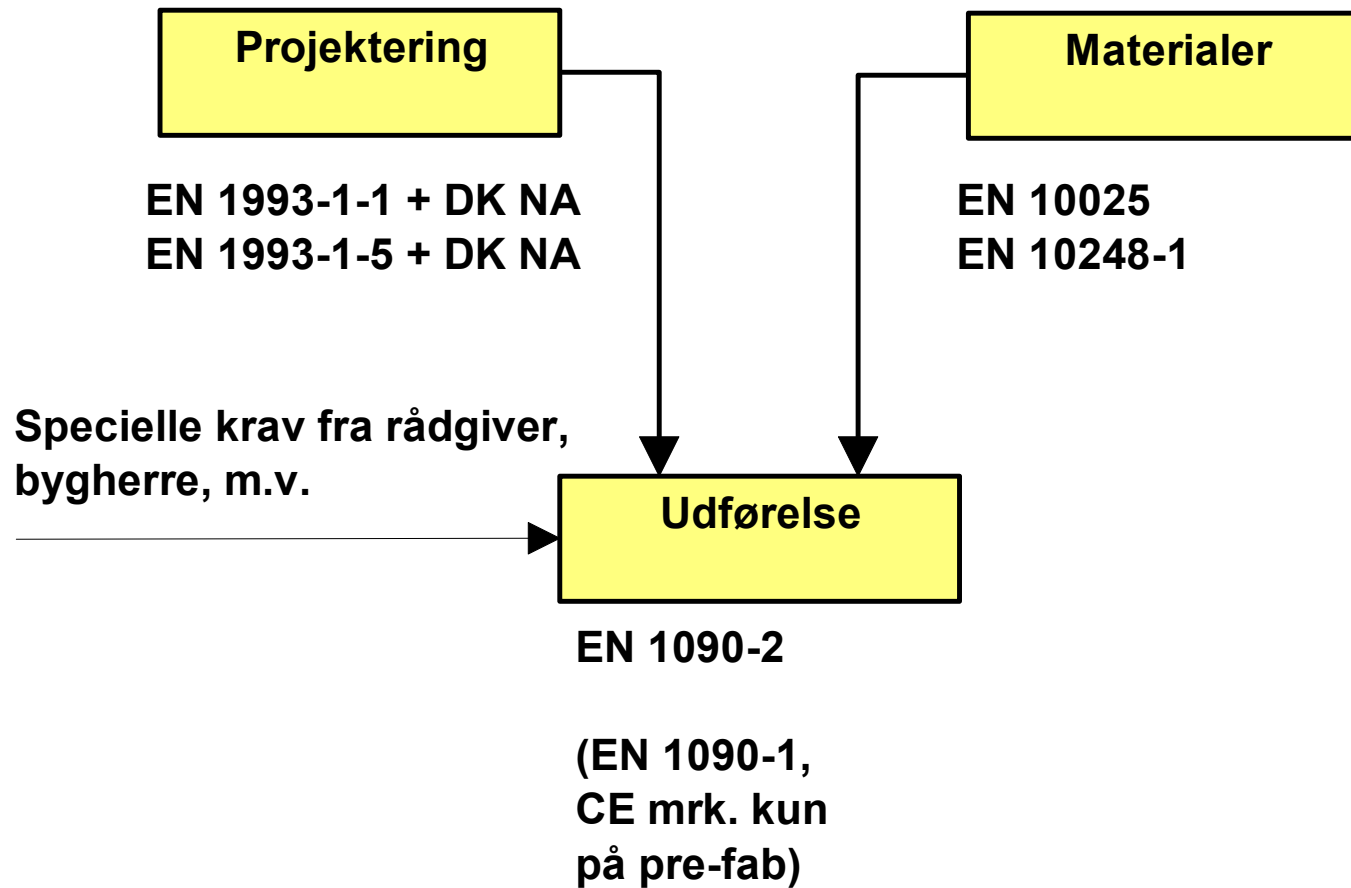 Projektering
Materialer
EN 1993-1-1 + DK NA
EN 1993-1-5 + DK NA
EN 10025
EN 10248-1
Specielle krav fra rådgiver,
bygherre, m.v.
Udførelse
EN 1090-2
(EN 1090-1,
CE mrk. kun
på pre-fab)